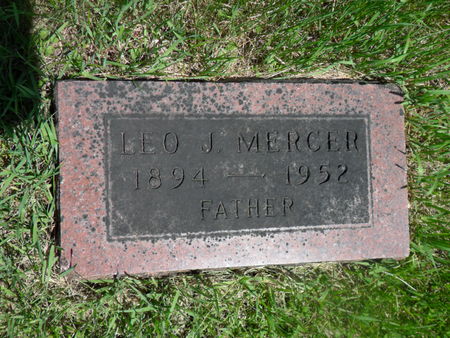 LEO J. MERCER
1894 — 1952
FATHER